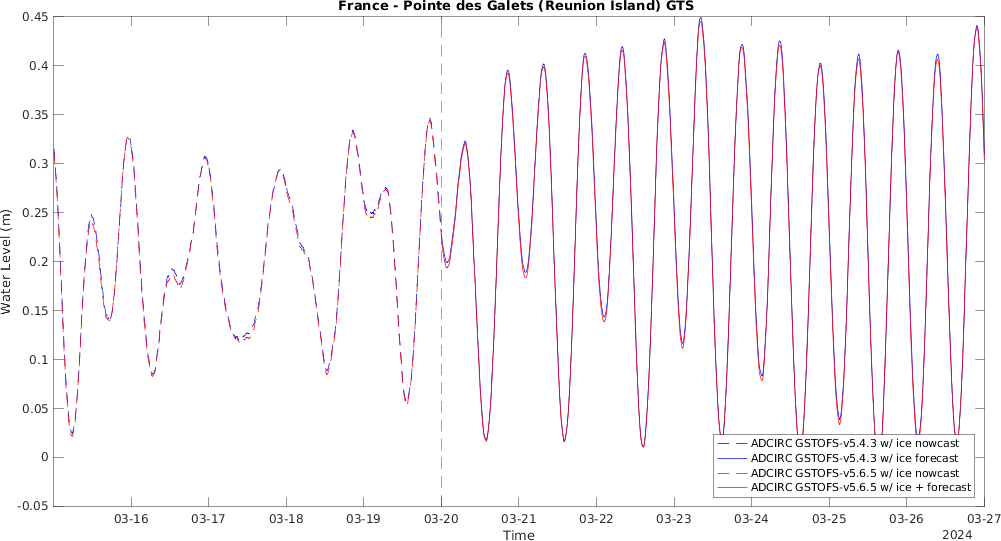 France - Pointe des Galets (Reunion Island) GTS
0.45
0.4
0.35
0.3
0.25
0.2
0.15
0.1
0.05
0
-0.05
Water Level (m)
ADCIRC GSTOFS-v5.4.3 w/ ice nowcast
ADCIRC GSTOFS-v5.4.3 w/ ice forecast
ADCIRC GSTOFS-v5.6.5 w/ ice nowcast
ADCIRC GSTOFS-v5.6.5 w/ ice + forecast
03-16 03-17 03-18 03-19 03-20 03-21 03-22 03-23 03-24 03-25 03-26 03-27
Time
2024